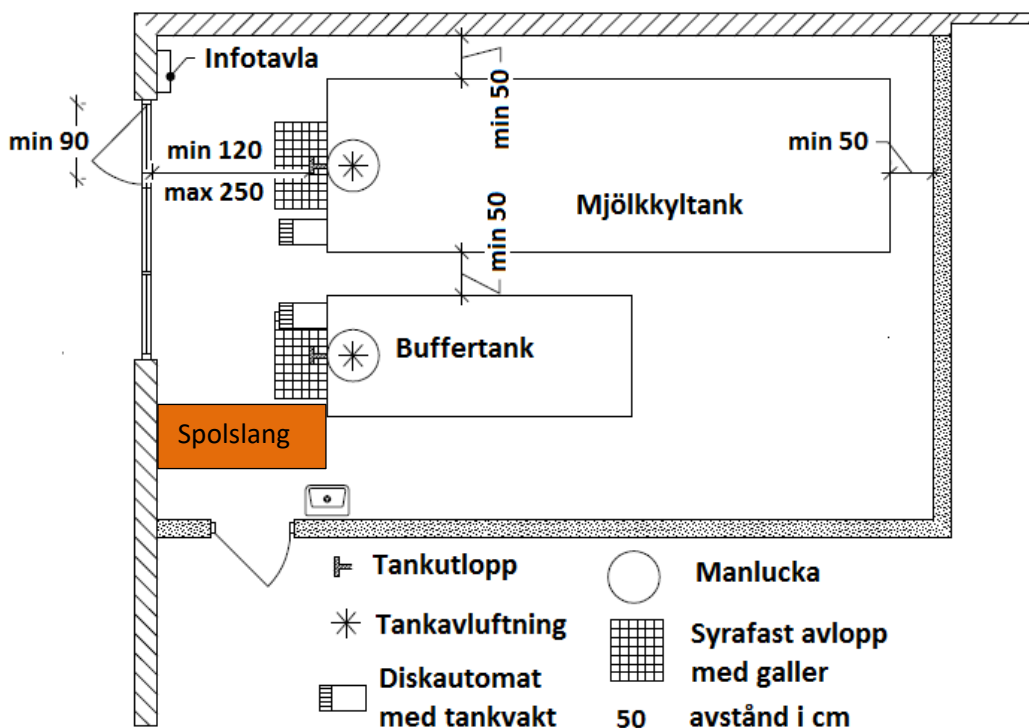 Infotavla
min 90
min 120
max 250
min 50
min 50
min 50
Mjölkkyltank
Buffertank
Spolslang
Tankutlopp
Manlucka
Tankavluftning
Syrafast avlopp
med galler
Diskautomat
med tankvakt
50 avstånd i cm